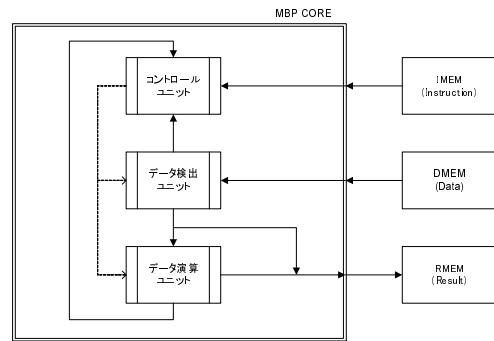 MBP CORE
コントロール
ユニット
IMEM
(Instruction)
データ検出
ユニット
DMEM
(Data)
データ演算
ユニット
RMEM
(Result)